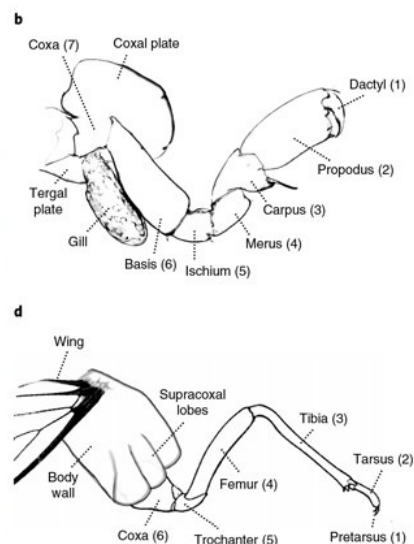 b
Coxa (7)
Coxal plate
Dactyl (1)
Propodus (2)
Tergal
plate
Carpus (3)
Gill
Merus (4)
Basis (6)
Ischium (5)
d
Wing
Supracoxal
lobes
Tibia (3)
Tarsus (2)
Body
wall
Femur (4)
Coxa (6)
Trochanter (5)
Pretarsus (1)